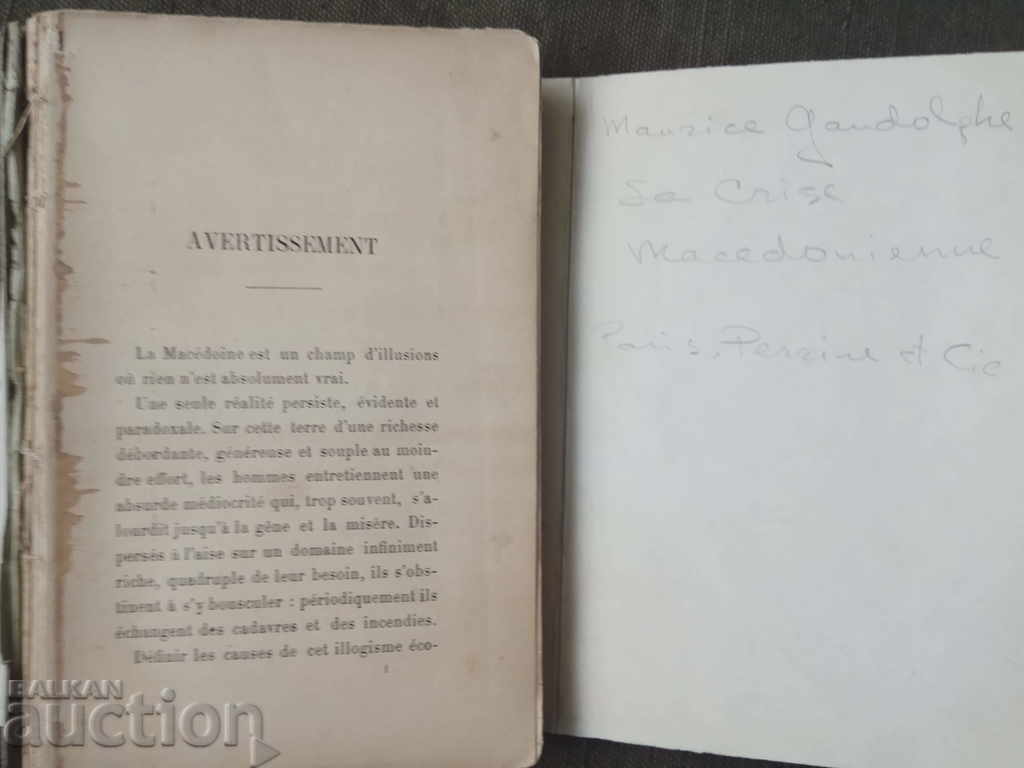 AVERTISSEMENT
La Macédoine est un champ d'illusions
où rien n'est absolument vrai.
Une seule réalité persiste, évidente et
paradoxale. Sur cette terre d'une richesse
débordante, généreuse et souple au moin-
dre effort, les hommes entretiennent une
absurde médiocrité qui, trop souvent, s'a-
lourdit jusqu'à la gêne et la misère. Dis-
persés à l'aise sur un domaine infiniment
riche, quadruple de leur besoin, ils s'obs-
tinent à s'y bousculer : périodiquement ils
échangent des cadavres et des incendies.
Définir les causes de cet illogisme éco-
1
Maurice Gandolphe
La Crise
Macedonienne
Paris, Perrine et Cie
BALKAN
auction